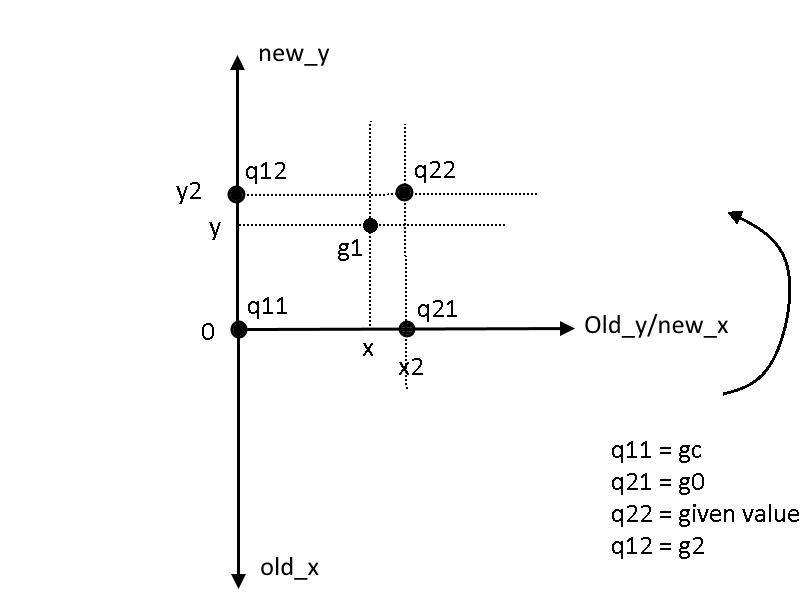 new_y
q12
q22
y2
y
g1
q11
q21
0
Old_y/new_x
x
x2
q11 = gc
q21 = g0
q22 = given value
q12 = g2
old_x